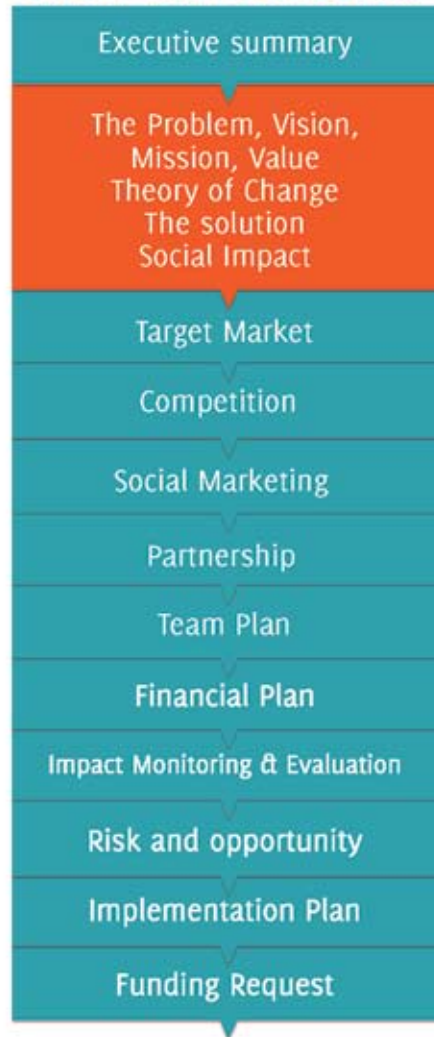 Executive summary
The Problem, Vision,
Mission, Value
Theory of Change
The solution
Social Impact
Target Market
Competition
Social Marketing
Partnership
Team Plan
Financial Plan
Impact Monitoring & Evaluation
Risk and opportunity
Implementation Plan
Funding Request